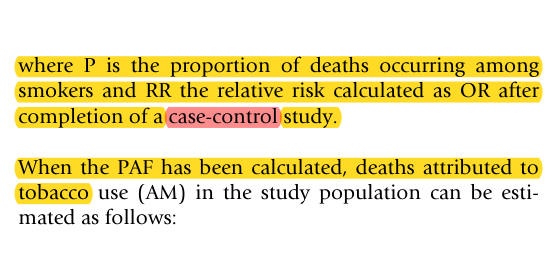 where P is the proportion of deaths occurring among
smokers and RR the relative risk calculated as OR after
completion of a case-control study.
When the PAF has been calculated, deaths attributed to
tobacco use (AM) in the study population can be esti-
mated as follows: